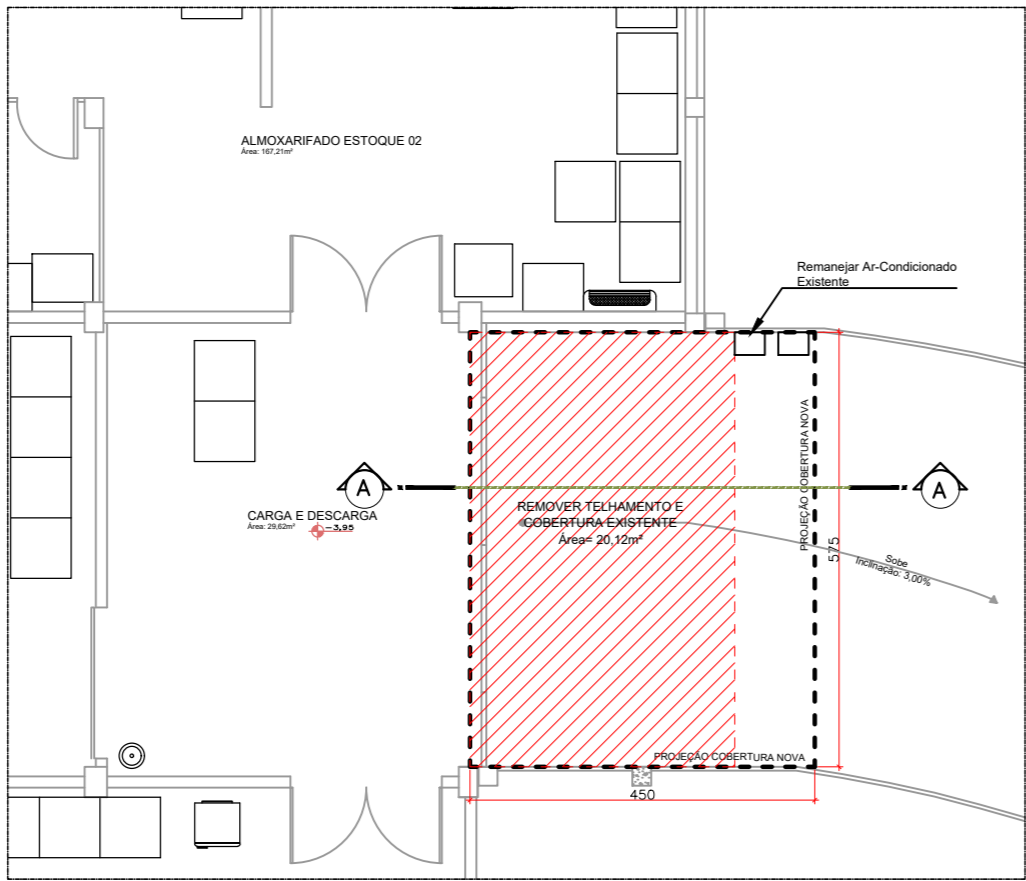 ALMOXARIFADO ESTOQUE 02
Área: 167,21m²
Remanejar Ar-Condicionado
Existente
PROJEÇÃO COBERTURA NOVA
A
A
CARGA E DESCARGA
Área: 29,62m²
-3,95
REMOVER TELHAMENTO E
COBERTURA EXISTENTE
Área= 20,12m²
575
Sobe
Inclinação: 3,00%
PROJEÇÃO COBERTURA NOVA
450